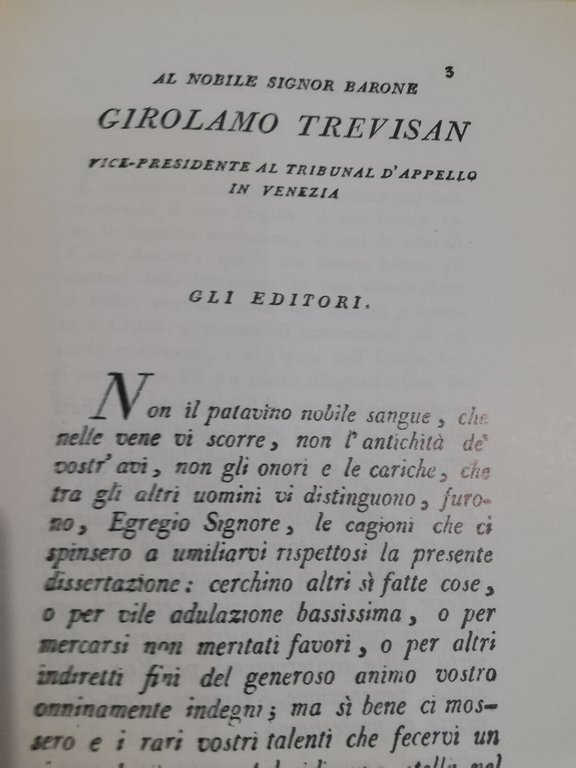 3
AL NOBILE SIGNOR BARONE
GIROLAMO TREVISAN
VICE-PRESIDENTE AL TRIBUNAL D'APPELLO
IN VENEZIA
GLI EDITORI.
Non il patavino nobile sangue, che
nelle vene vi scorre, non l'antichità de'
vostr' avi, non gli onori e le cariche, che
tra gli altri uomini vi distinguono, furo-
no, Egregio Signore, le cagioni che ci
spinsero a umiliarvi rispettosi la presente
dissertazione: cerchino altri sì fatte cose,
o per vile adulazione bassissima, o per
mercarsi non meritati favori, o per altri
indiretti fini del generoso animo vostro
onninamente indegni; ma sì bene ci mos-
sero e i rari vostri talenti che fecervi un